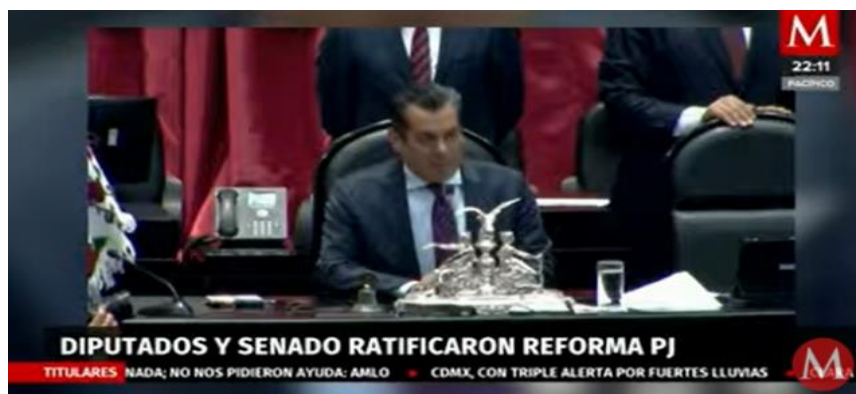 M
22:11
PACÍFICO
DIPUTADOS Y SENADO RATIFICARON REFORMA PJ
TITULARES NADA; NO NOS PIDIERON AYUDA: AMLO • CDMX, CON TRIPLE ALERTA POR FUERTES LLUVIAS
M